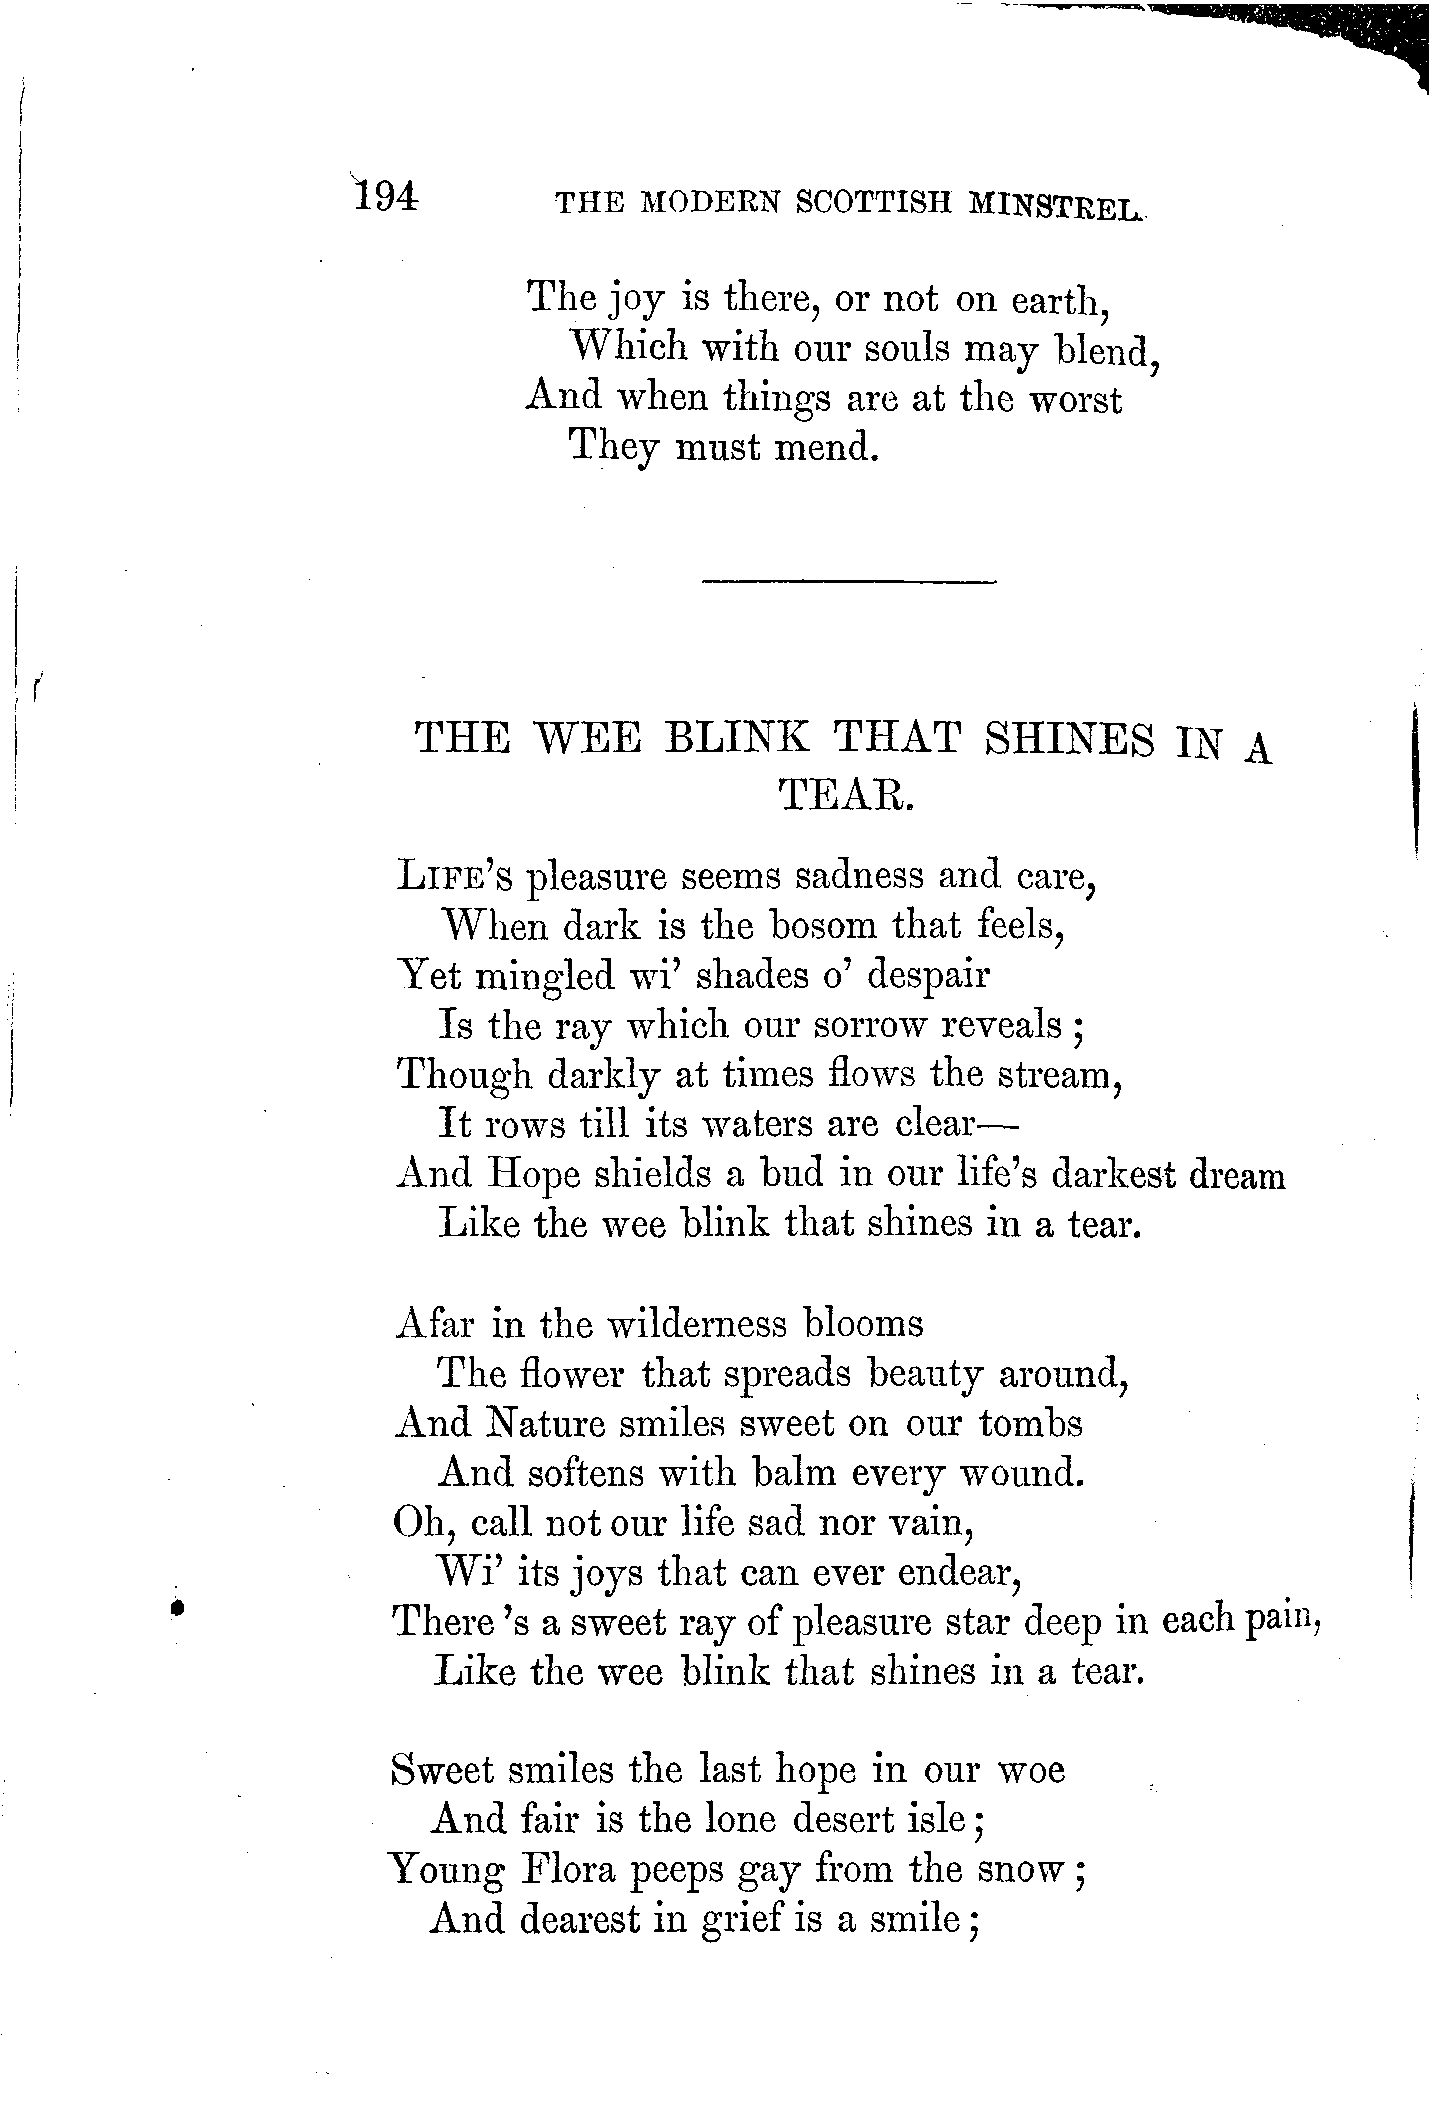 194 THE MODERN SCOTTISH MINSTREL.
The joy is there, or not on earth,
Which with our souls may blend,
And when things are at the worst
They must mend.
THE WEE BLINK THAT SHINES IN A
TEAR.
LIFE'S pleasure seems sadness and care,
When dark is the bosom that feels,
Yet mingled wi' shades o' despair
Is the ray which our sorrow reveals ;
Though darkly at times flows the stream,
It rows till its waters are clear—
And Hope shields a bud in our life's darkest dream
Like the wee blink that shines in a tear.
Afar in the wilderness blooms
The flower that spreads beauty around,
And Nature smiles sweet on our tombs
And softens with balm every wound.
Oh, call not our life sad nor vain,
Wi' its joys that can ever endear,
There 's a sweet ray of pleasure star deep in each pain,
Like the wee blink that shines in a tear.
Sweet smiles the last hope in our woe
And fair is the lone desert isle ;
Young Flora peeps gay from the snow ;
And dearest in grief is a smile ;